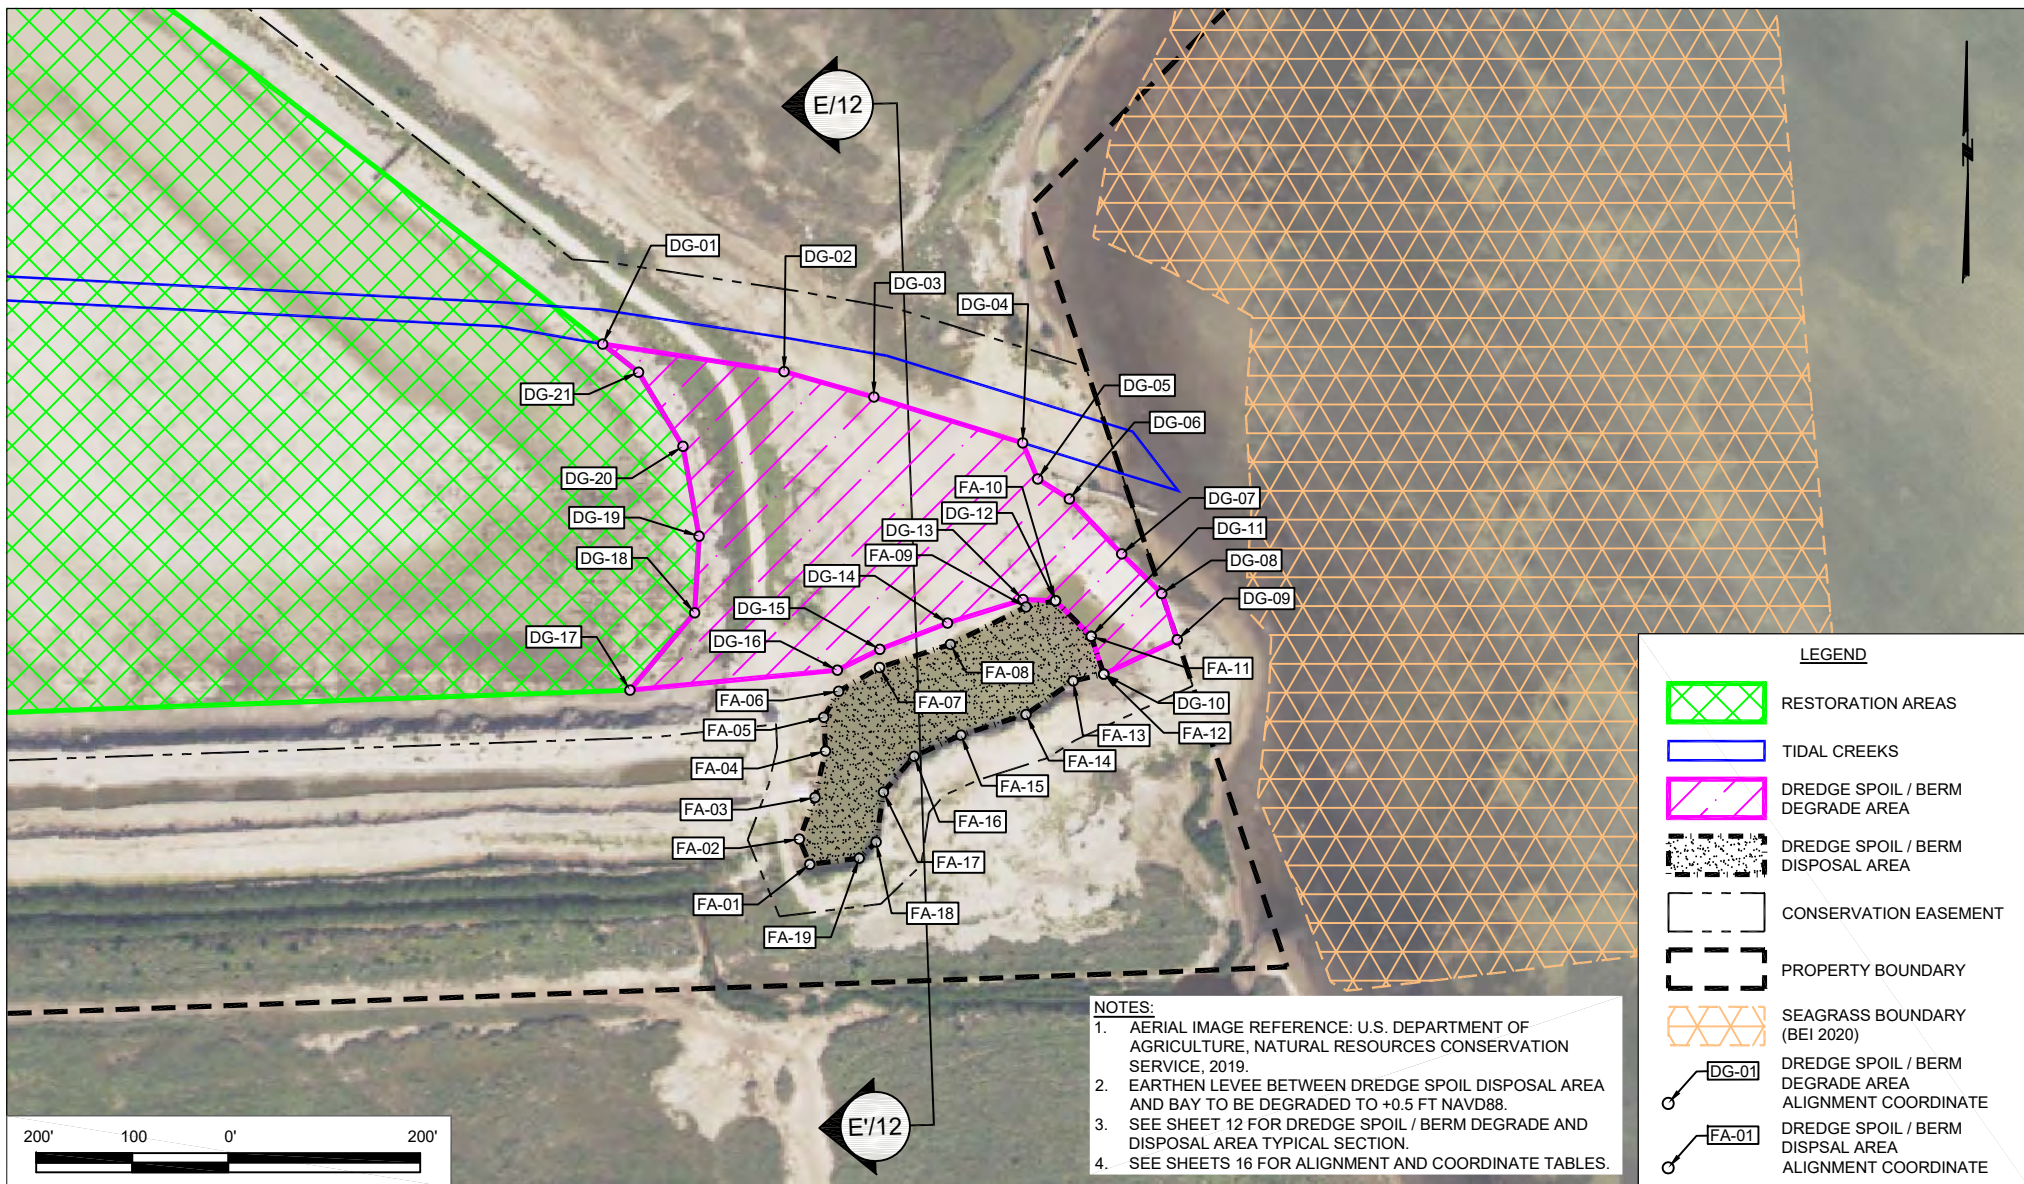 E/12
N
DG-01
DG-02
DG-03
DG-04
DG-05
DG-21
DG-06
DG-20
FA-10
DG-07
DG-12
DG-19
DG-13
DG-11
FA-09
DG-18
DG-14
DG-08
DG-15
DG-09
DG-17
DG-16
FA-11
FA-08
FA-06
FA-07
DG-10
FA-05
FA-13
FA-12
FA-04
FA-14
FA-15
FA-03
FA-16
FA-02
FA-17
FA-01
FA-18
FA-19
E'/12
200'
100
0'
200'
NOTES:
1. AERIAL IMAGE REFERENCE: U.S. DEPARTMENT OF
AGRICULTURE, NATURAL RESOURCES CONSERVATION
SERVICE, 2019.
2. EARTHEN LEVEE BETWEEN DREDGE SPOIL DISPOSAL AREA
AND BAY TO BE DEGRADED TO +0.5 FT NAVD88.
3. SEE SHEET 12 FOR DREDGE SPOIL / BERM DEGRADE AND
DISPOSAL AREA TYPICAL SECTION.
4. SEE SHEETS 16 FOR ALIGNMENT AND COORDINATE TABLES.
LEGEND
RESTORATION AREAS
TIDAL CREEKS
DREDGE SPOIL / BERM
DEGRADE AREA
DREDGE SPOIL / BERM
DISPOSAL AREA
CONSERVATION EASEMENT
PROPERTY BOUNDARY
SEAGRASS BOUNDARY
(BEI 2020)
DG-01
DREDGE SPOIL / BERM
DEGRADE AREA
ALIGNMENT COORDINATE
FA-01
DREDGE SPOIL / BERM
DISPSAL AREA
ALIGNMENT COORDINATE